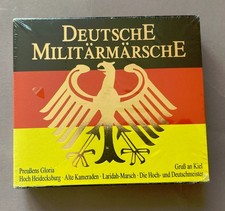 DEUTSCHE
MILITÄRMÄRSCHE
Preußens Gloria
Gruß an Kiel
Hoch Heidecksburg · Alte Kameraden · Laridah-Marsch · Die Hoch- und Deutschmeister